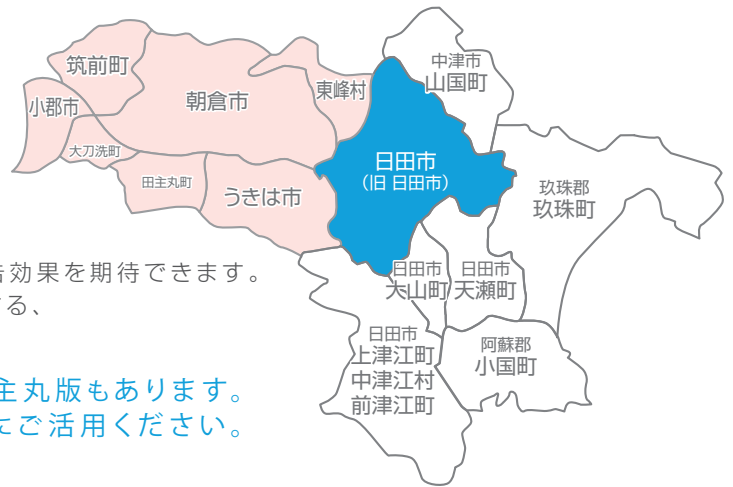 筑前町
小郡市
朝倉市
東峰村
大刀洗町
田主丸町
うきは市
中津市
山国町
日田市
（旧 日田市）
玖珠郡
玖珠町
日田市
大山町
日田市
天瀬町
日田市
上津江町
中津江村
前津江町
阿蘇郡
小国町
効果を期待できます。
る、
主丸版もあります。
ご活用ください。